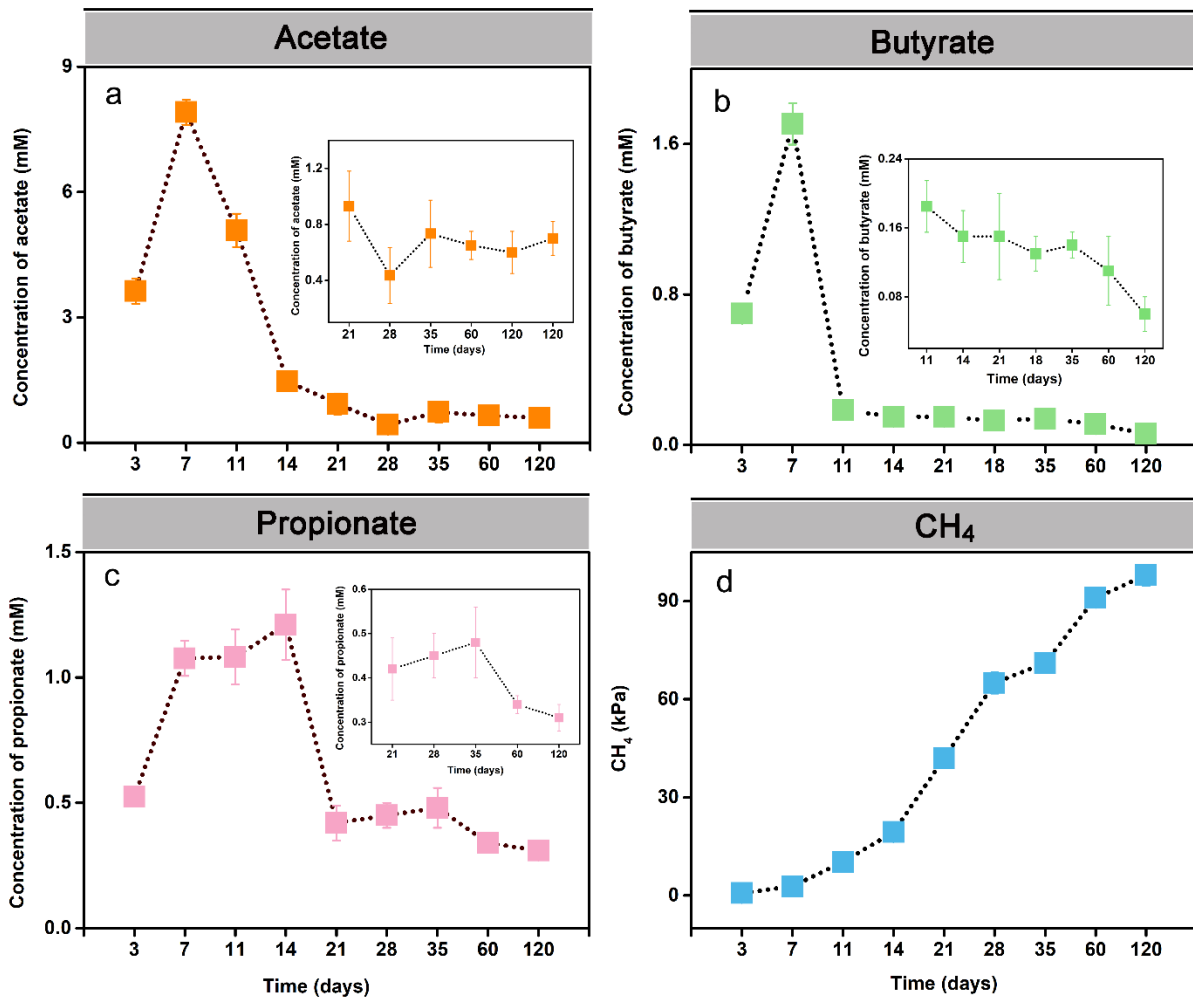 Acetate
a
Concentration of acetate (mM)
9
6
3
0
3 7 11 14 21 28 35 60 120
Concentration of acetate (mM)
1.2
0.8
0.4
21 28 35 60 120 120
Time (days)
Butyrate
b
Concentration of butyrate (mM)
1.6
0.8
0.0
3 7 11 14 21 18 35 60 120
Concentration of butyrate (mM)
0.24
0.16
0.08
11 14 21 18 35 60 120
Time (days)
Propionate
c
Concentration of propionate (mM)
1.5
1.0
0.5
0.0
3 7 11 14 21 28 35 60 120
Time (days)
Concentration of propionate (mM)
0.6
0.5
0.4
0.3
21 28 35 60 120
Time (days)
CH₄
d
CH₄ (kPa)
90
60
30
0
3 7 11 14 21 28 35 60 120
Time (days)